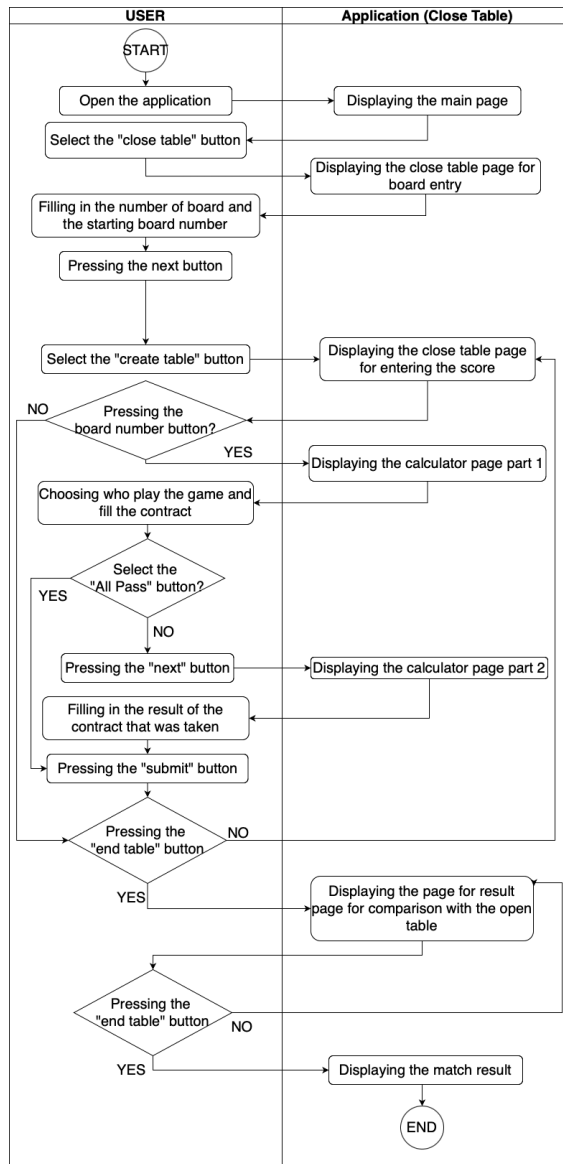 USER
Application (Close Table)
START
Open the application
Displaying the main page
Select the "close table" button
Displaying the close table page for
board entry
Filling in the number of board and
the starting board number
Pressing the next button
Select the "create table" button
Displaying the close table page
for entering the score
NO
Pressing the
board number button?
YES
Displaying the calculator page part 1
Choosing who play the game and
fill the contract
Select the
"All Pass" button?
YES
NO
Pressing the "next" button
Displaying the calculator page part 2
Filling in the result of the
contract that was taken
Pressing the "submit" button
Pressing the
"end table" button
NO
YES
Displaying the page for result
page for comparison with the open
table
Pressing the
"end table" button
NO
YES
Displaying the match result
END